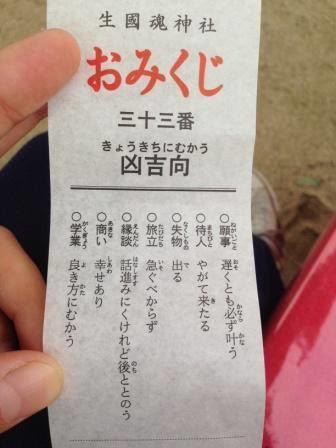 生國魂神社
おみくじ
三十三番
きょうきちにむかう
凶吉向
○願事 遅くとも必ず叶う
○待人 やがて来たる
○失物 出る
○旅立 急ぐべからず
○縁談 話進みにくけれど後ととのう
○商い 幸せあり
○学業 良き方にむかう